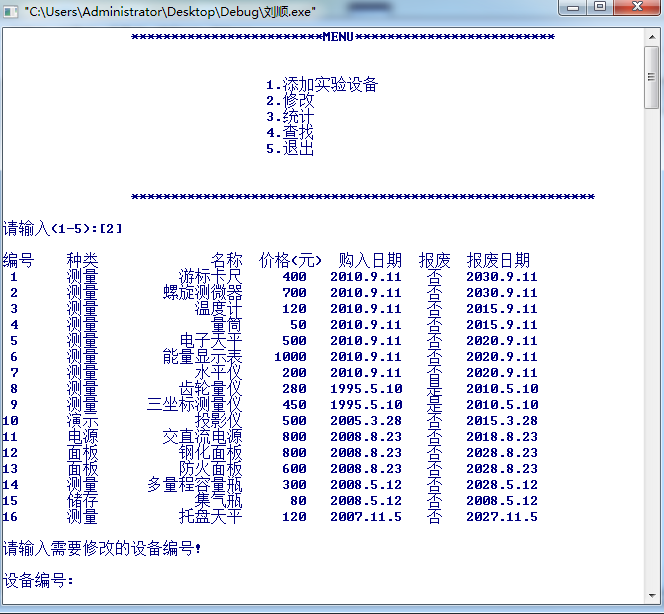 "C:\Users\Administrator\Desktop\Debug\刘顺.exe"
************************MENU*************************
1.添加实验设备
2.修改
3.统计
4.查找
5.退出
**********************************************************
请输入(1-5):[2]
编号 种类 名称 价格(元) 购入日期 报废 报废日期
1 测量 游标卡尺 400 2010.9.11 否 2030.9.11
2 测量 螺旋测微器 700 2010.9.11 否 2030.9.11
3 测量 温度计 120 2010.9.11 否 2015.9.11
4 测量 量筒 50 2010.9.11 否 2015.9.11
5 测量 电子天平 500 2010.9.11 否 2020.9.11
6 测量 能量显示表 1000 2010.9.11 否 2020.9.11
7 测量 水平仪 200 2010.9.11 否 2020.9.11
8 测量 齿轮量仪 280 1995.5.10 是 2010.5.10
9 测量 三坐标测量仪 450 1995.5.10 是 2010.5.10
10 演示 投影仪 500 2005.3.28 否 2015.3.28
11 电源 交直流电源 800 2008.8.23 否 2018.8.23
12 面板 钢化面板 800 2008.8.23 否 2028.8.23
13 面板 防火面板 600 2008.8.23 否 2028.8.23
14 测量 多量程容量瓶 300 2008.5.12 否 2028.5.12
15 储存 集气瓶 80 2008.5.12 否 2008.5.12
16 测量 托盘天平 120 2007.11.5 否 2027.11.5
请输入需要修改的设备编号!
设备编号: